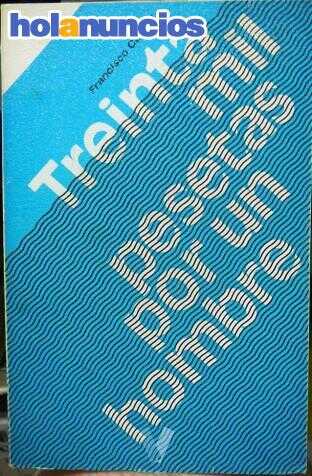 holanuncios
Francisco
Treinta mil
pesetas
por un
hombre